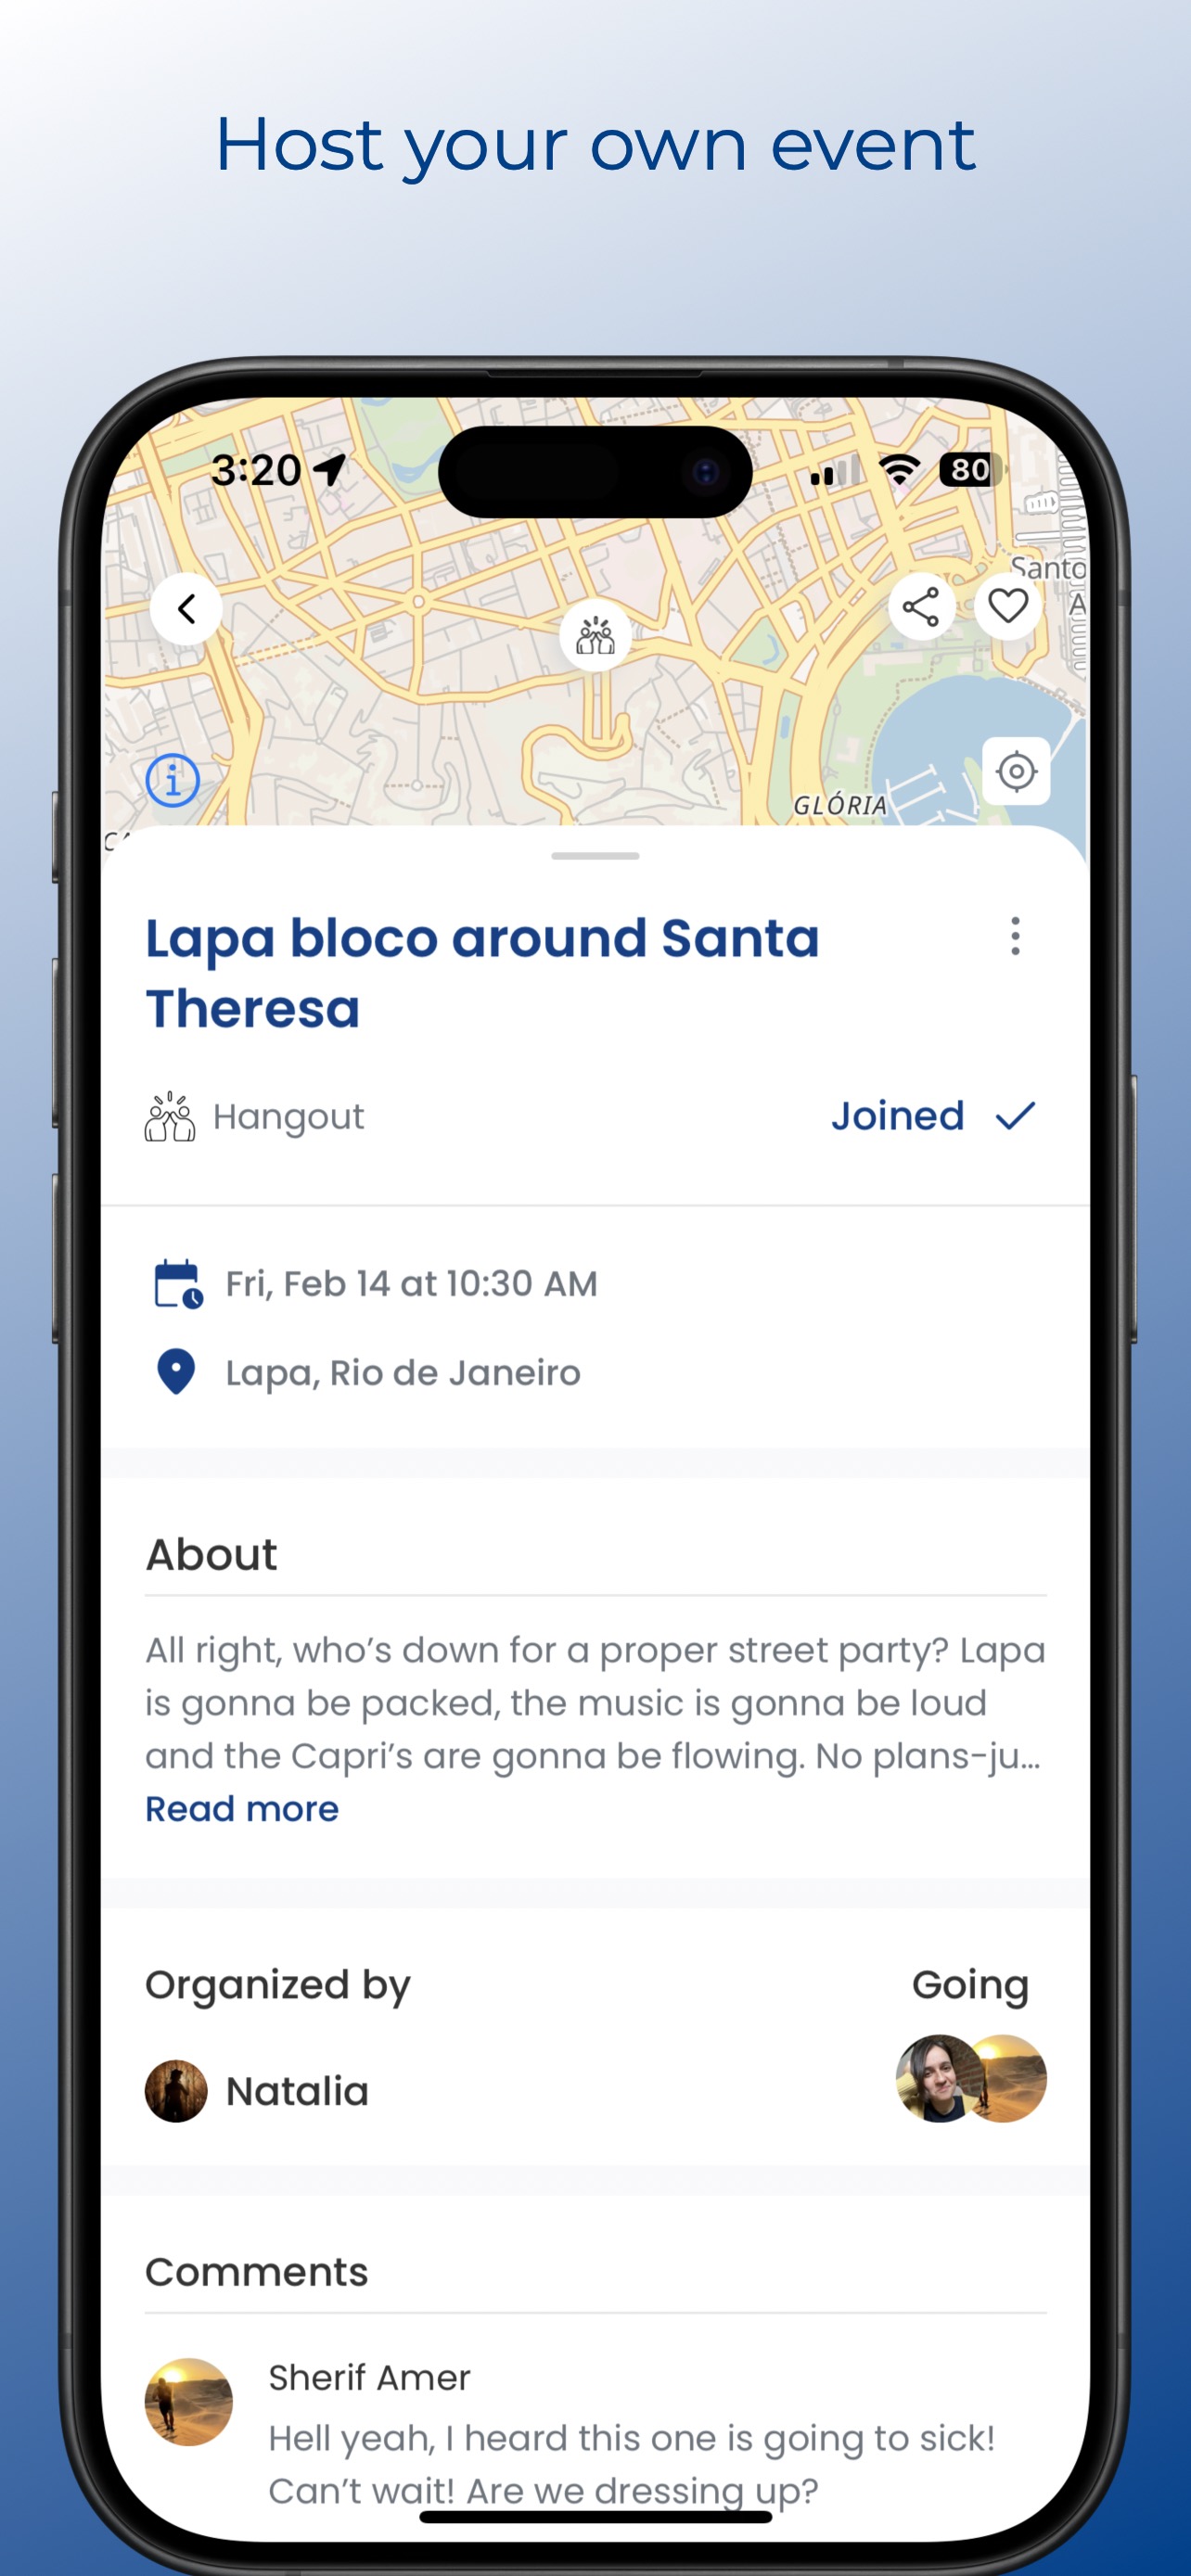 Host your own event
3:20
80
Santo
A
GLÓRIA
Lapa bloco around Santa
Theresa
Hangout
Joined
Fri, Feb 14 at 10:30 AM
Lapa, Rio de Janeiro
About
All right, who’s down for a proper street party? Lapa
is gonna be packed, the music is gonna be loud
and the Capri’s are gonna be flowing. No plans-ju...
Read more
Organized by
Going
Natalia
Comments
Sherif Amer
Hell yeah, I heard this one is going to sick!
Can’t wait! Are we dressing up?